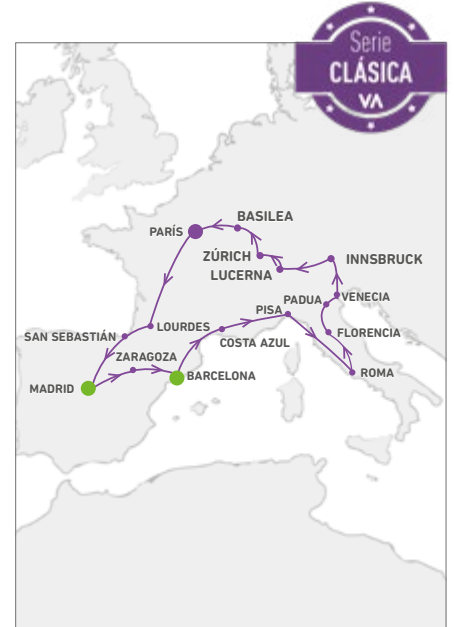 Serie
CLÁSICA
VA
BASILEA
PARÍS
ZÚRICH
INNSBRUCK
LUCERNA
PADUA
VENECIA
PISA
LOURDES
FLORENCIA
SAN SEBASTIÁN
COSTA AZUL
ZARAGOZA
ROMA
BARCELONA
MADRID